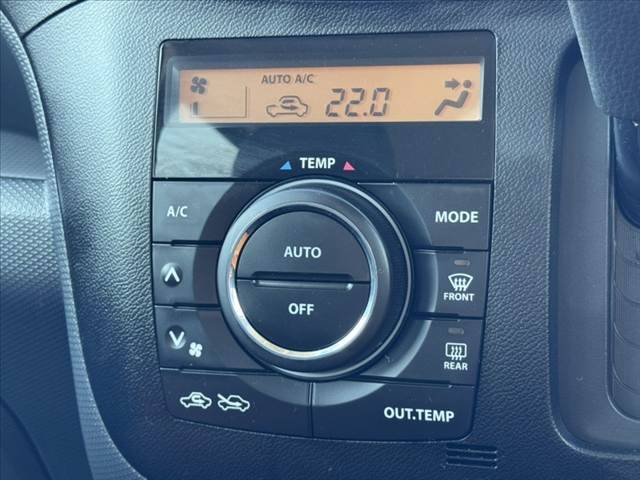 AUTO A/C
22.0
TEMP
A/C
MODE
AUTO
OFF
FRONT
REAR
OUT.TEMP